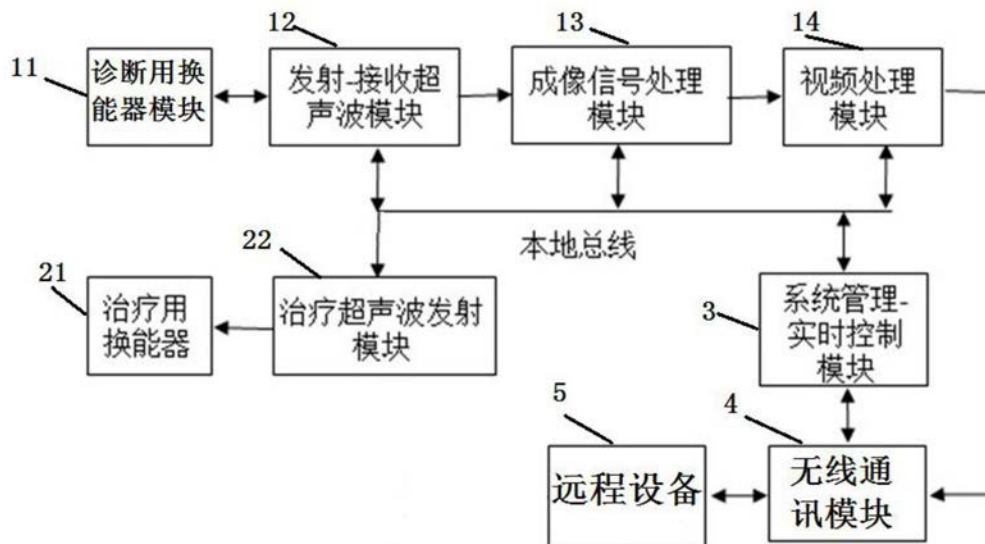 12
13
14
11
诊断用换
能器模块
发射-接收超
声波模块
成像信号处理
模块
视频处理
模块
本地总线
21
22
治疗用
换能器
治疗超声波发射
模块
3
系统管理-
实时控制
模块
5
4
远程设备
无线通
讯模块